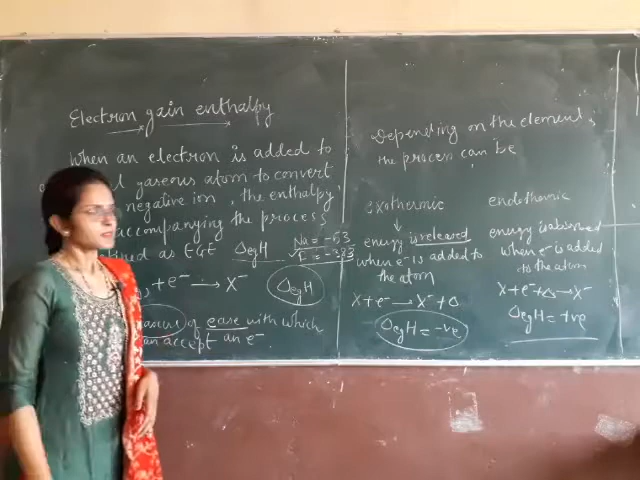 Electron gain enthalpy
When an electron is added to
gaseous atom to convert
negative ion, the enthalpy
accompanying the process
as EGE ΔegH Na = -53
F = -333
+ e⁻ → X⁻ ΔegH
of ease with which
an accept an e⁻
Depending on the element,
the process can be
exothermic
↓
energy is released
when e⁻ is added to
the atom
X + e⁻ → X⁻ + Δ
ΔegH = -ve
endothermic
energy is absorbed
when e⁻ is added
to the atom
X + e⁻ + Δ → X⁻
ΔegH = +ve